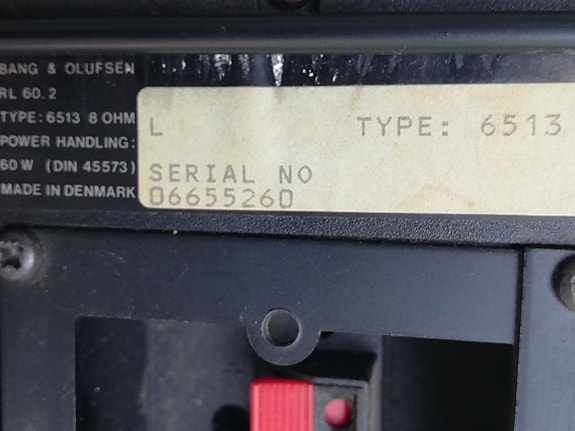 BANG & OLUFSEN
RL 60.2
TYPE: 6513 8 OHM
POWER HANDLING:
60 W (DIN 45573)
MADE IN DENMARK
L TYPE: 6513
SERIAL NO
06655260